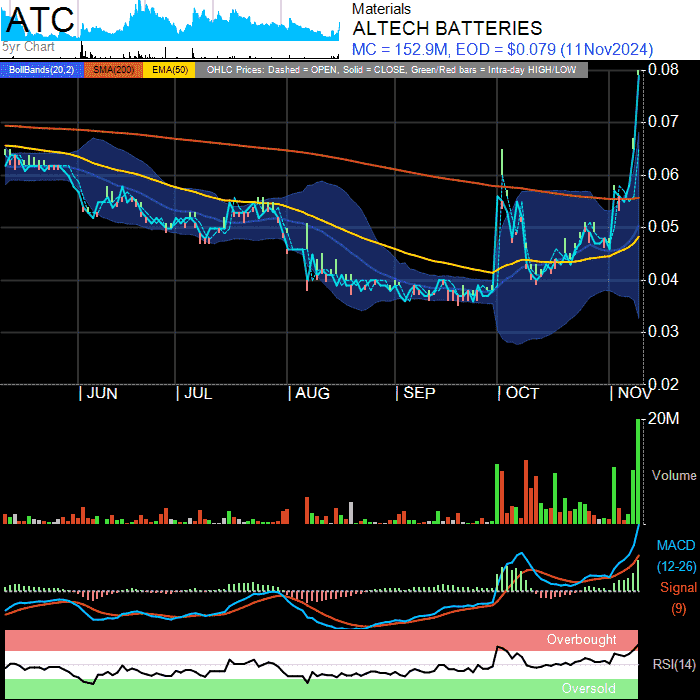 ATC
5yr Chart
Materials
ALTECH BATTERIES
MC = 152.9M, EOD = $0.079 (11Nov2024)
BollBands(20,2) SMA(200) EMA(50) OHLC Prices: Dashed = OPEN, Solid = CLOSE, Green/Red bars = Intra-day HIGH/LOW
0.08
0.07
0.06
0.05
0.04
0.03
0.02
JUN JUL AUG SEP OCT NOV
20M
Volume
MACD
(12-26)
Signal
(9)
Overbought
RSI(14)
Oversold